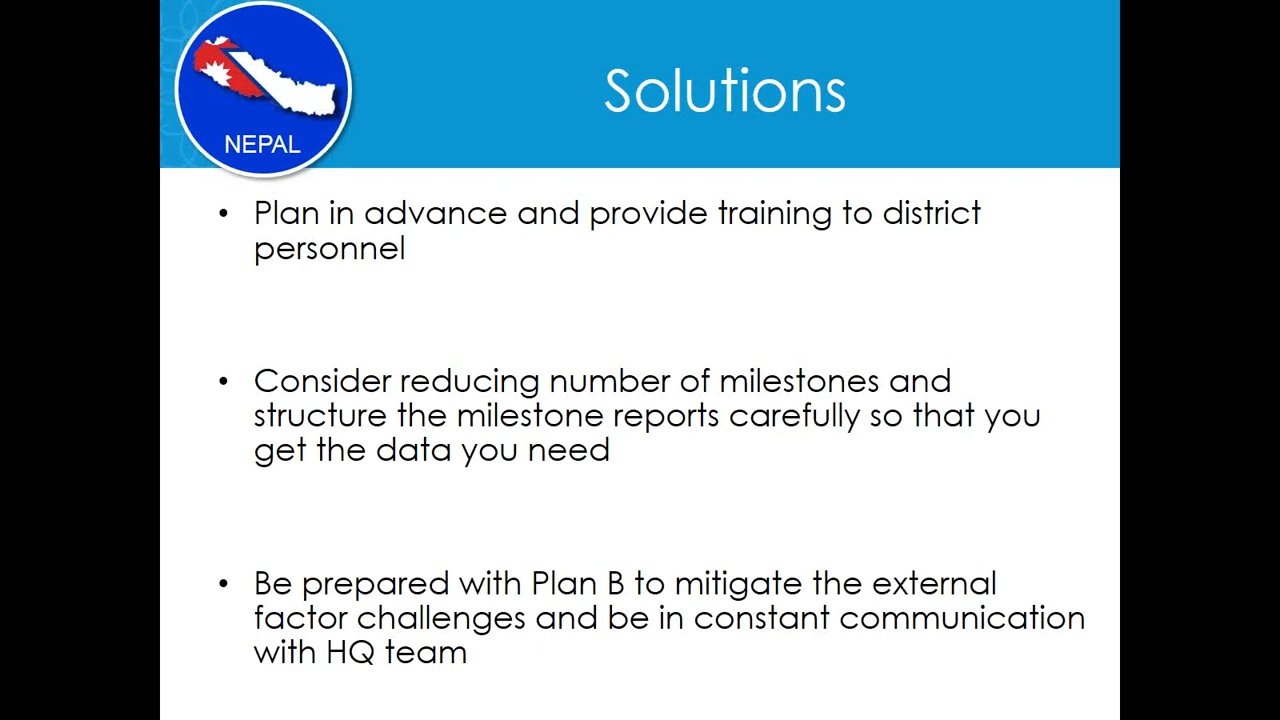 NEPAL
Solutions
• Plan in advance and provide training to district
personnel
• Consider reducing number of milestones and
structure the milestone reports carefully so that you
get the data you need
• Be prepared with Plan B to mitigate the external
factor challenges and be in constant communication
with HQ team